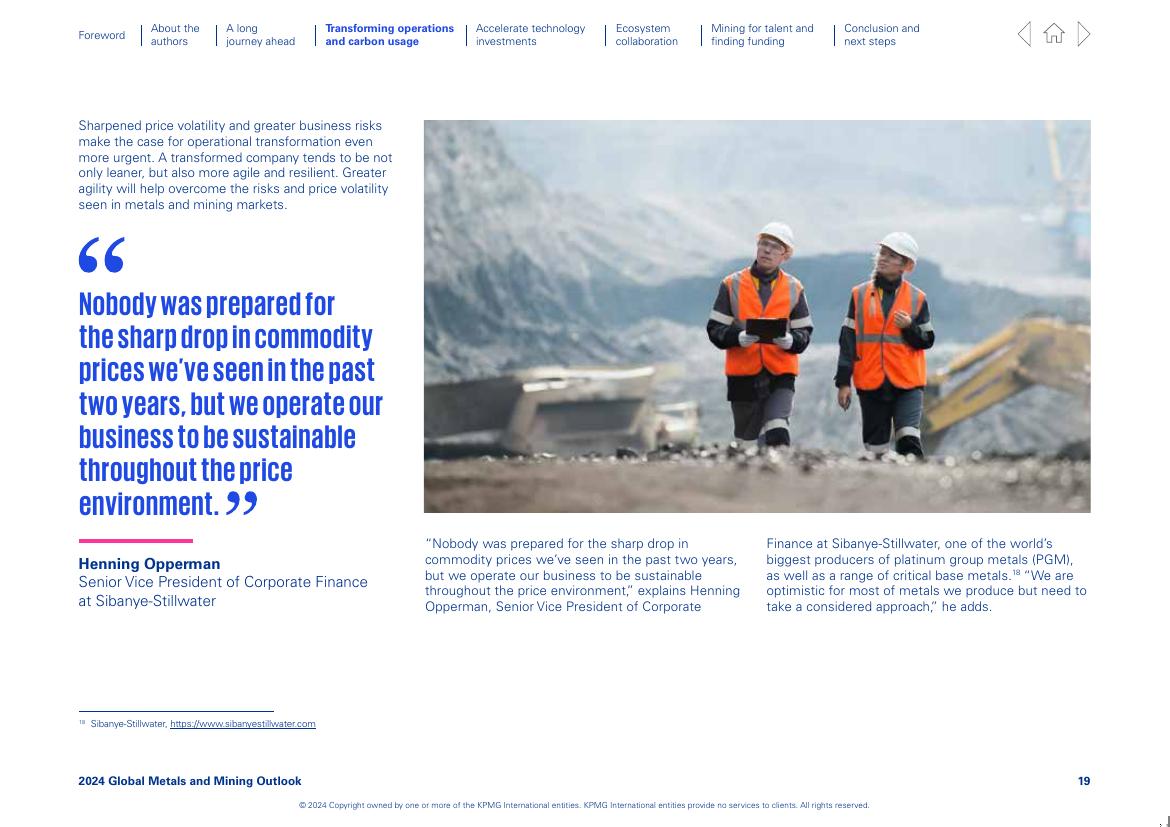 Foreword
About the
authors
A long
journey ahead
Transforming operations
and carbon usage
Accelerate technology
investments
Ecosystem
collaboration
Mining for talent and
finding funding
Conclusion and
next steps
Sharpened price volatility and greater business risks
make the case for operational transformation even
more urgent. A transformed company tends to be not
only leaner, but also more agile and resilient. Greater
agility will help overcome the risks and price volatility
seen in metals and mining markets.
“
Nobody was prepared for
the sharp drop in commodity
prices we’ve seen in the past
two years, but we operate our
business to be sustainable
throughout the price
environment. ”
Henning Opperman
Senior Vice President of Corporate Finance
at Sibanye-Stillwater
“Nobody was prepared for the sharp drop in
commodity prices we’ve seen in the past two years,
but we operate our business to be sustainable
throughout the price environment,” explains Henning
Opperman, Senior Vice President of Corporate
Finance at Sibanye-Stillwater, one of the world’s
biggest producers of platinum group metals (PGM),
as well as a range of critical base metals.18 “We are
optimistic for most of metals we produce but need to
take a considered approach,” he adds.
18 Sibanye-Stillwater, https://www.sibanyestillwater.com
2024 Global Metals and Mining Outlook
19
© 2024 Copyright owned by one or more of the KPMG International entities. KPMG International entities provide no services to clients. All rights reserved.